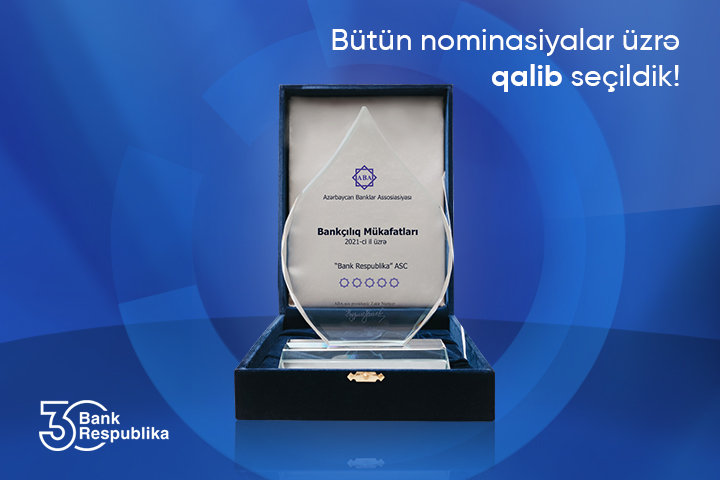 Bütün nominasiyalar üzrə
qalib seçildik!
ABA
Azərbaycan Banklar Assosiasiyası
Bankçılıq Mükafatları
2021-ci il üzrə
"Bank Respublika" ASC
30 Bank
Respublika